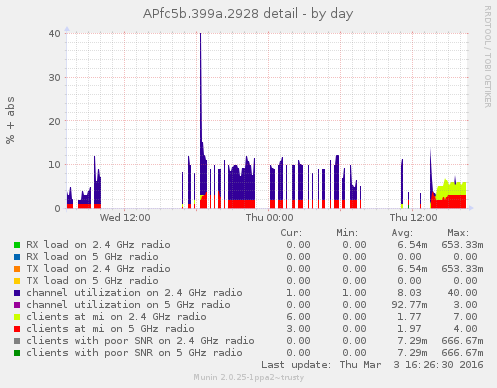 APfc5b.399a.2928 detail - by day
RRDTOOL / TOBI OETIKER
% + abs
40
30
20
10
0
Wed 12:00 Thu 00:00 Thu 12:00
Cur: Min: Avg: Max:
RX load on 2.4 GHz radio 0.00 0.00 6.54m 653.33m
RX load on 5 GHz radio 0.00 0.00 0.00 0.00
TX load on 2.4 GHz radio 0.00 0.00 6.54m 653.33m
TX load on 5 GHz radio 0.00 0.00 0.00 0.00
channel utilization on 2.4 GHz radio 1.00 1.00 8.03 40.00
channel utilization on 5 GHz radio 0.00 0.00 92.77m 3.00
clients at mi on 2.4 GHz radio 6.00 0.00 1.77 7.00
clients at mi on 5 GHz radio 3.00 0.00 1.97 4.00
clients with poor SNR on 2.4 GHz radio 0.00 0.00 7.29m 666.67m
clients with poor SNR on 5 GHz radio 0.00 0.00 7.29m 666.67m
Last update: Thu Mar 3 16:26:30 2016
Munin 2.0.25-1ppa2~trusty